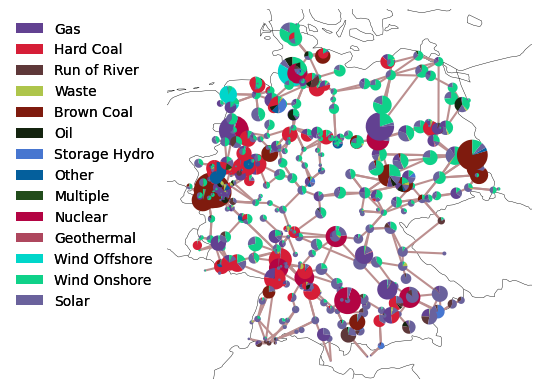 Gas
Hard Coal
Run of River
Waste
Brown Coal
Oil
Storage Hydro
Other
Multiple
Nuclear
Geothermal
Wind Offshore
Wind Onshore
Solar